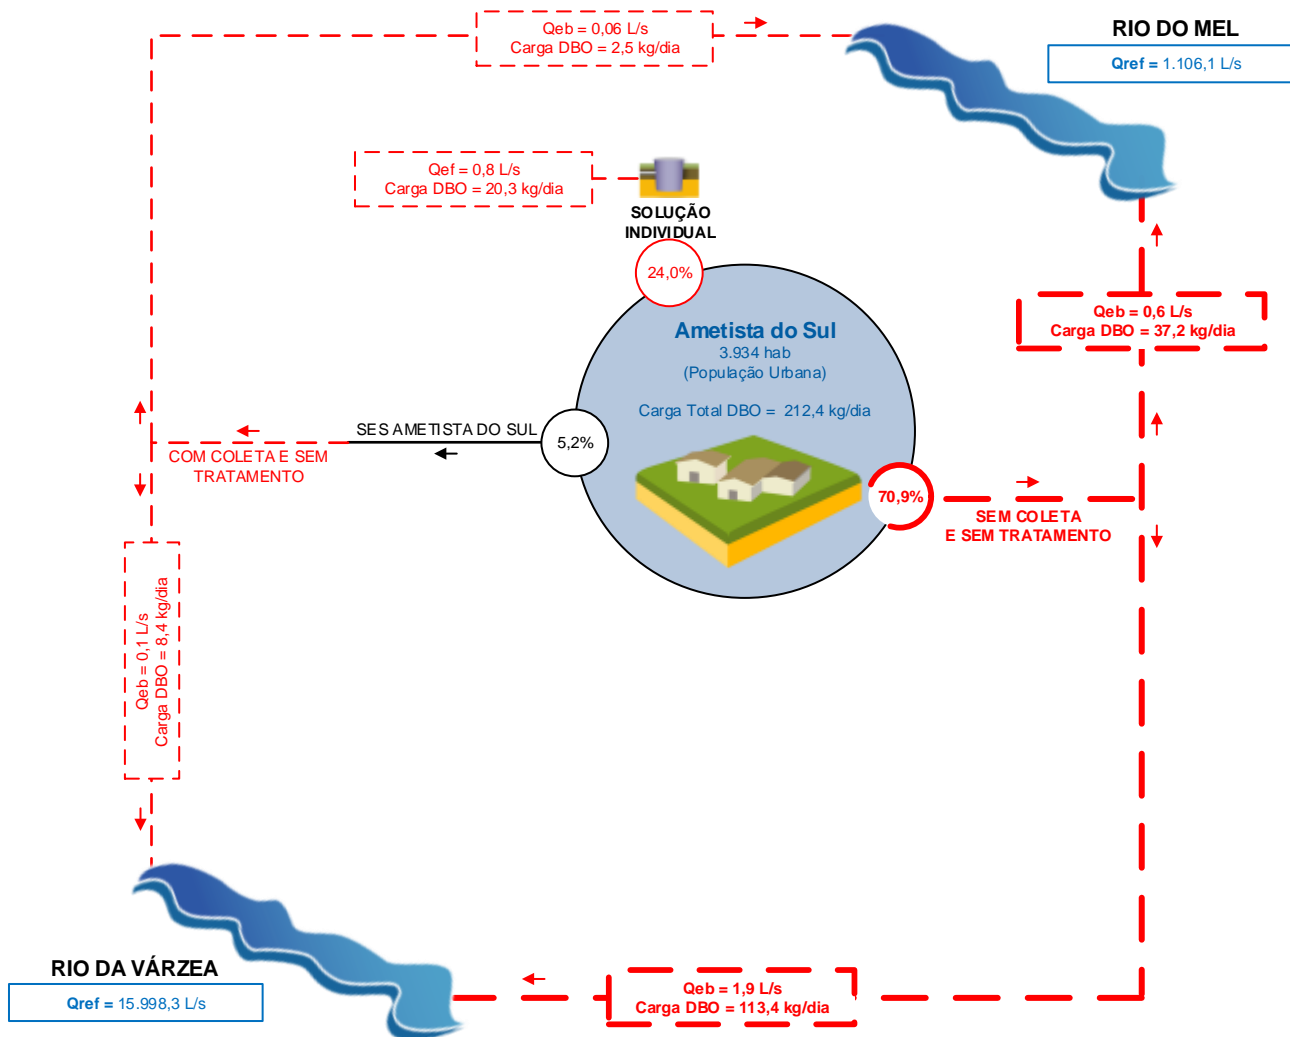 Qeb = 0,06 L/s
Carga DBO = 2,5 kg/dia
RIO DO MEL
Qref = 1.106,1 L/s
Qef = 0,8 L/s
Carga DBO = 20,3 kg/dia
SOLUÇÃO
INDIVIDUAL
24,0%
Qeb = 0,6 L/s
Carga DBO = 37,2 kg/dia
Ametista do Sul
3.934 hab
(População Urbana)
Carga Total DBO = 212,4 kg/dia
SES AMETISTA DO SUL
5,2%
COM COLETA E SEM
TRATAMENTO
70,9%
SEM COLETA
E SEM TRATAMENTO
Qeb = 0,1 L/s
Carga DBO = 8,4 kg/dia
RIO DA VÁRZEA
Qref = 15.998,3 L/s
Qeb = 1,9 L/s
Carga DBO = 113,4 kg/dia